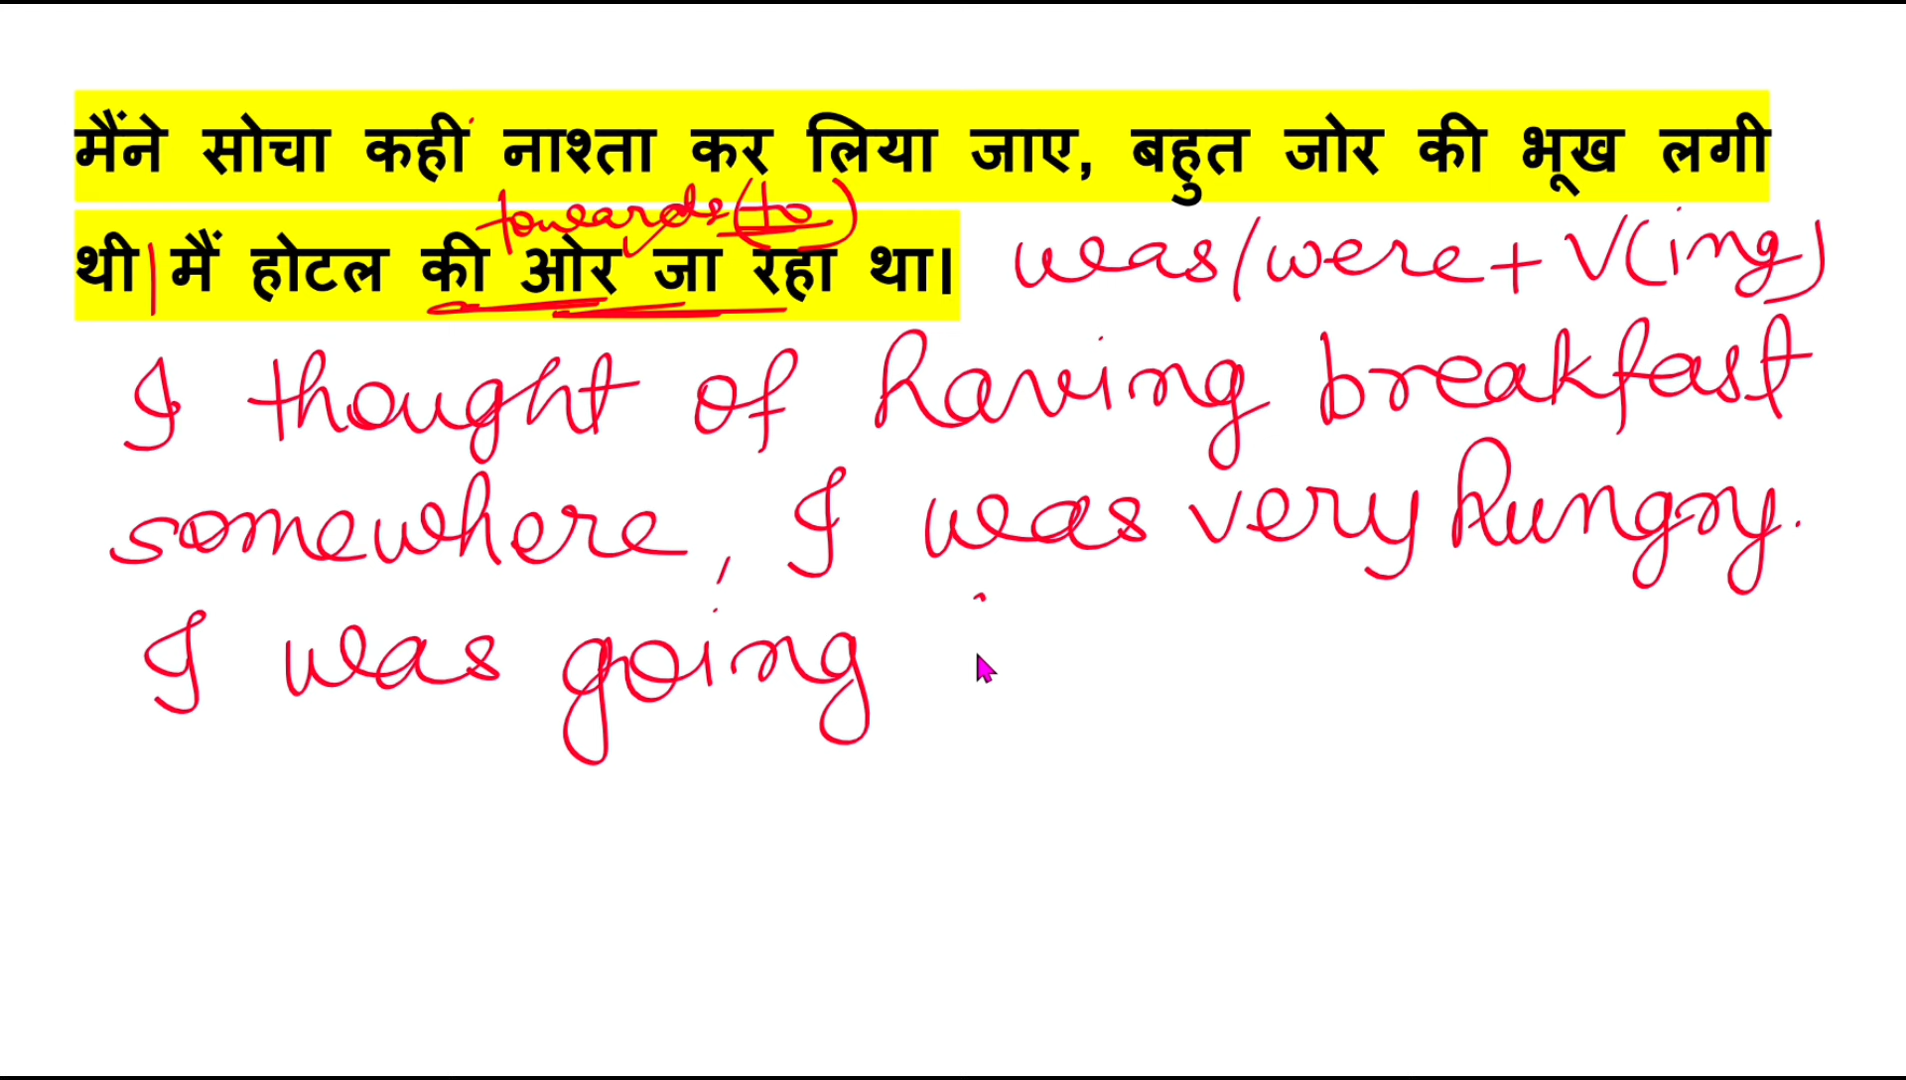 मैंने सोचा कहीं नाश्ता कर लिया जाए, बहुत जोर की भूख लगी
towards (to)
थी। मैं होटल की ओर जा रहा था।
was/were + V(ing)
I thought of having breakfast
somewhere, I was very hungry.
I was going